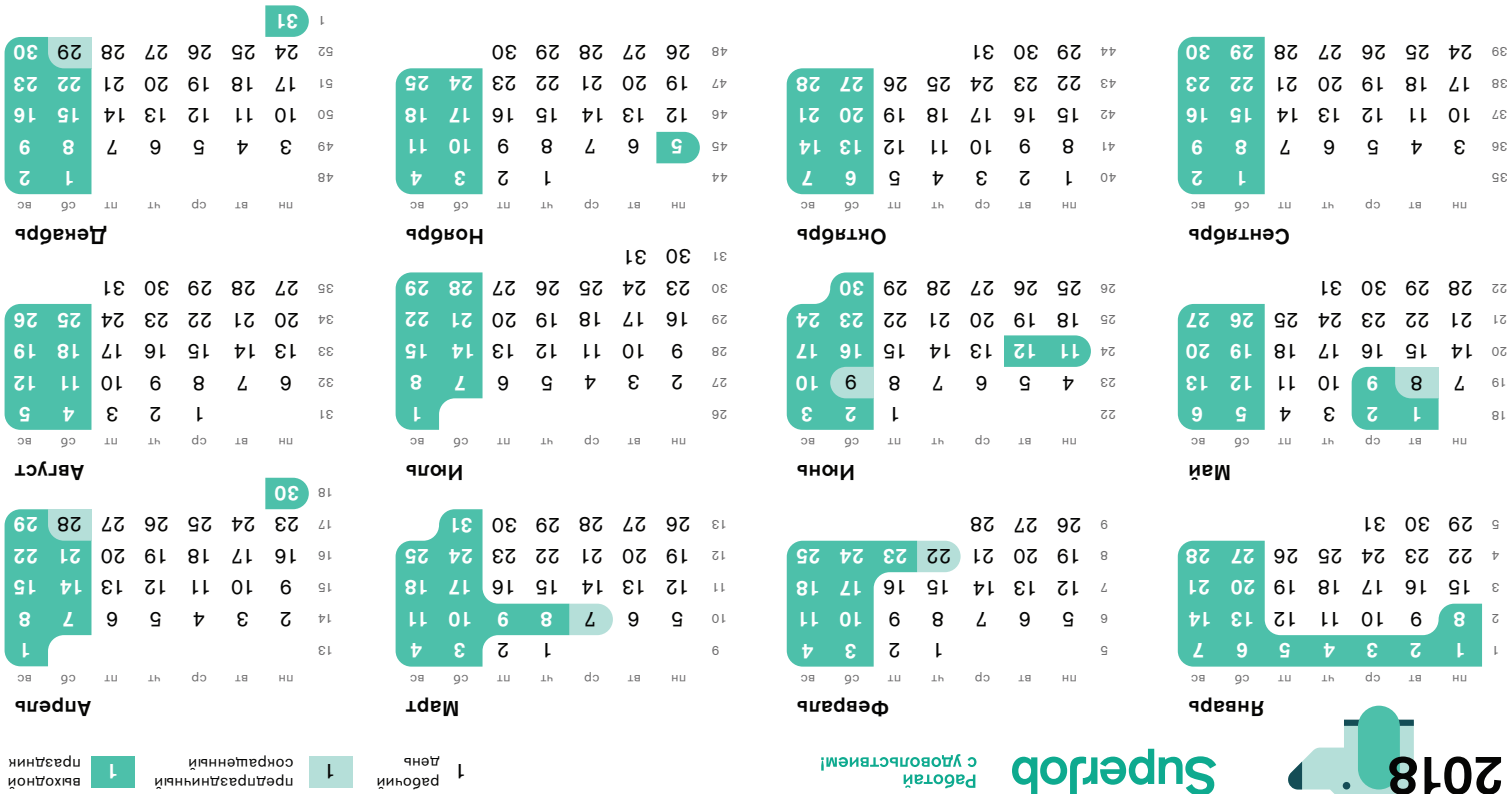 2018
SuperJob
Работай
с удовольствием!
1 рабочий
день
1 предпраздничный
сокращенный
1 выходной
праздник
Январь
пн вт ср чт пт сб вс
1 1 2 3 4 5 6 7
2 8 9 10 11 12 13 14
3 15 16 17 18 19 20 21
4 22 23 24 25 26 27 28
5 29 30 31
Февраль
пн вт ср чт пт сб вс
5 1 2 3 4
6 5 6 7 8 9 10 11
7 12 13 14 15 16 17 18
8 19 20 21 22 23 24 25
9 26 27 28
Март
пн вт ср чт пт сб вс
9 1 2 3 4
10 5 6 7 8 9 10 11
11 12 13 14 15 16 17 18
12 19 20 21 22 23 24 25
13 26 27 28 29 30 31
Апрель
пн вт ср чт пт сб вс
13 1
14 2 3 4 5 6 7 8
15 9 10 11 12 13 14 15
16 16 17 18 19 20 21 22
17 23 24 25 26 27 28 29
18 30
Май
пн вт ср чт пт сб вс
18 1 2 3 4 5 6
19 7 8 9 10 11 12 13
20 14 15 16 17 18 19 20
21 21 22 23 24 25 26 27
22 28 29 30 31
Июнь
пн вт ср чт пт сб вс
22 1 2 3
23 4 5 6 7 8 9 10
24 11 12 13 14 15 16 17
25 18 19 20 21 22 23 24
26 25 26 27 28 29 30
Июль
пн вт ср чт пт сб вс
26 1
27 2 3 4 5 6 7 8
28 9 10 11 12 13 14 15
29 16 17 18 19 20 21 22
30 23 24 25 26 27 28 29
31 30 31
Август
пн вт ср чт пт сб вс
31 1 2 3 4 5
32 6 7 8 9 10 11 12
33 13 14 15 16 17 18 19
34 20 21 22 23 24 25 26
35 27 28 29 30 31
Сентябрь
пн вт ср чт пт сб вс
35 1 2
36 3 4 5 6 7 8 9
37 10 11 12 13 14 15 16
38 17 18 19 20 21 22 23
39 24 25 26 27 28 29 30
Октябрь
пн вт ср чт пт сб вс
40 1 2 3 4 5 6 7
41 8 9 10 11 12 13 14
42 15 16 17 18 19 20 21
43 22 23 24 25 26 27 28
44 29 30 31
Ноябрь
пн вт ср чт пт сб вс
44 1 2 3 4
45 5 6 7 8 9 10 11
46 12 13 14 15 16 17 18
47 19 20 21 22 23 24 25
48 26 27 28 29 30
Декабрь
пн вт ср чт пт сб вс
48 1 2
49 3 4 5 6 7 8 9
50 10 11 12 13 14 15 16
51 17 18 19 20 21 22 23
52 24 25 26 27 28 29 30
1 31